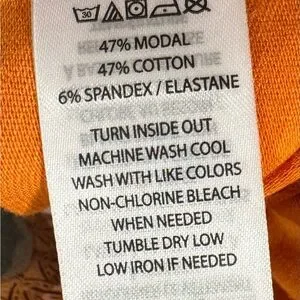 30
47% MODAL
47% COTTON
6% SPANDEX / ELASTANE
TURN INSIDE OUT
MACHINE WASH COOL
WASH WITH LIKE COLORS
NON-CHLORINE BLEACH
WHEN NEEDED
TUMBLE DRY LOW
LOW IRON IF NEEDED